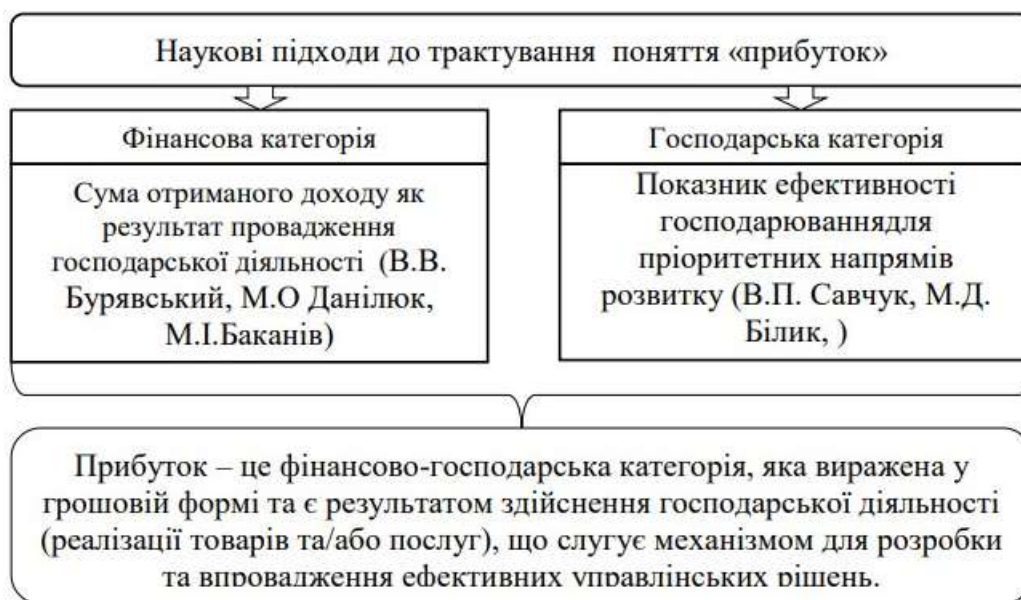 Наукові підходи до трактування поняття «прибуток»
Фінансова категорія
Сума отриманого доходу як
результат провадження
господарської діяльності (В.В.
Бурявський, М.О Данілюк,
М.І.Баканів)
Господарська категорія
Показник ефективності
господарюваннядля
пріоритетних напрямів
розвитку (В.П. Савчук, М.Д.
Білик, )
Прибуток – це фінансово-господарська категорія, яка виражена у
грошовій формі та є результатом здійснення господарської діяльності
(реалізації товарів та/або послуг), що слугує механізмом для розробки
та впровадження ефективних управлінських рішень.